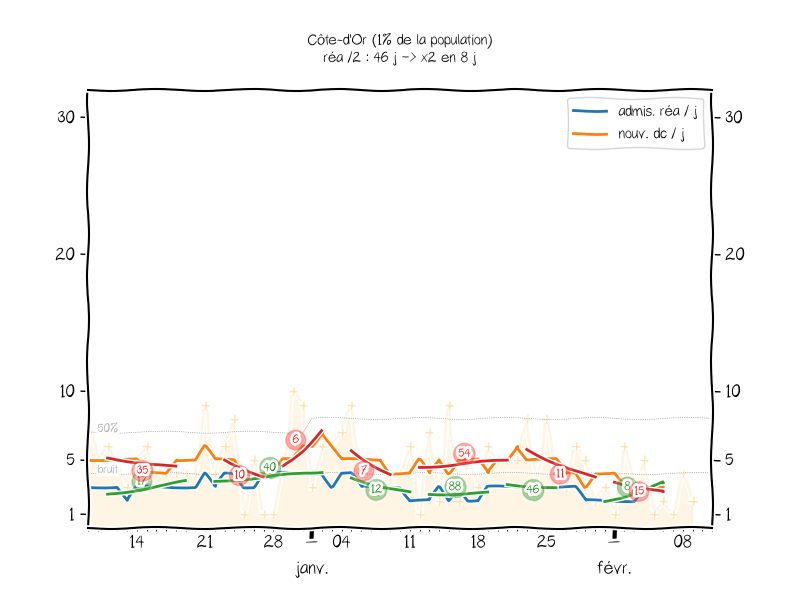 Côte-d'Or (1% de la population)
réa /2 : 46 j -> x2 en 8 j
admis. réa / j
nouv. dc / j
30 30
20 20
10 10
5 5
1 1
50%
bruit
6
54
40
35
10
7
11
12
88
46
8
15
14 21 28 04 11 18 25 08
janv. févr.